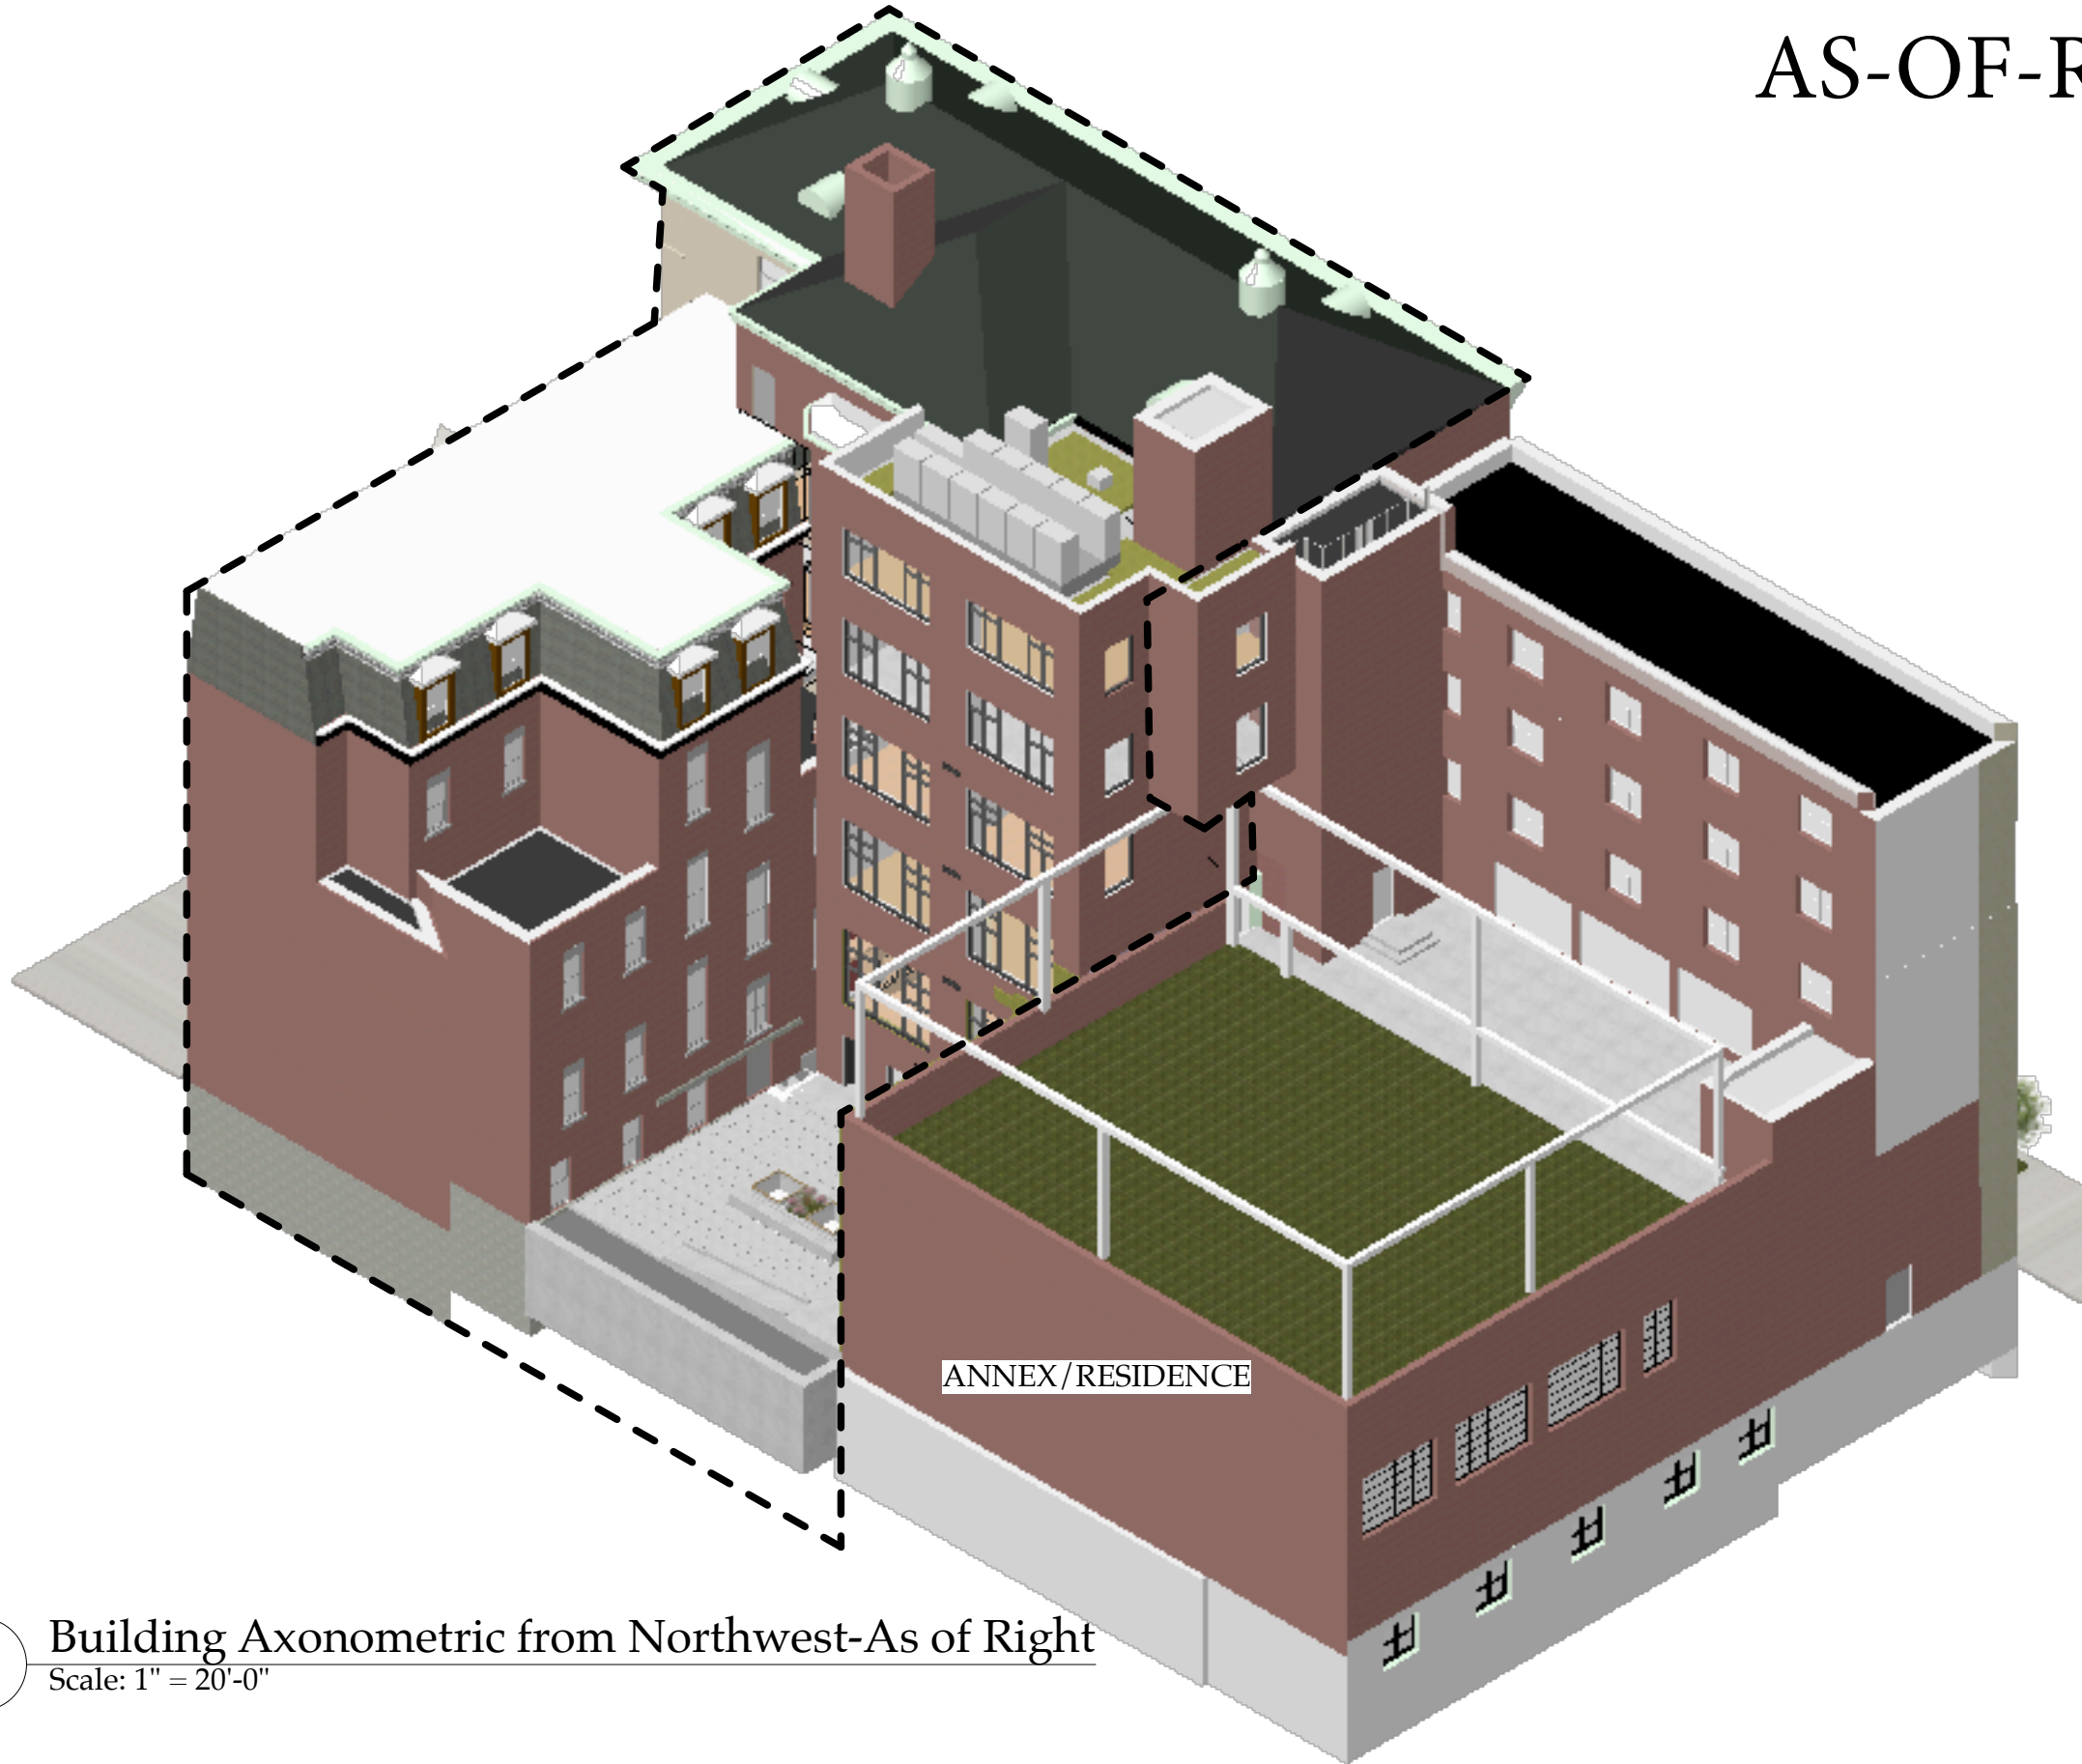 AS-OF-R
ANNEX/RESIDENCE
Building Axonometric from Northwest-As of Right
Scale: 1" = 20'-0"